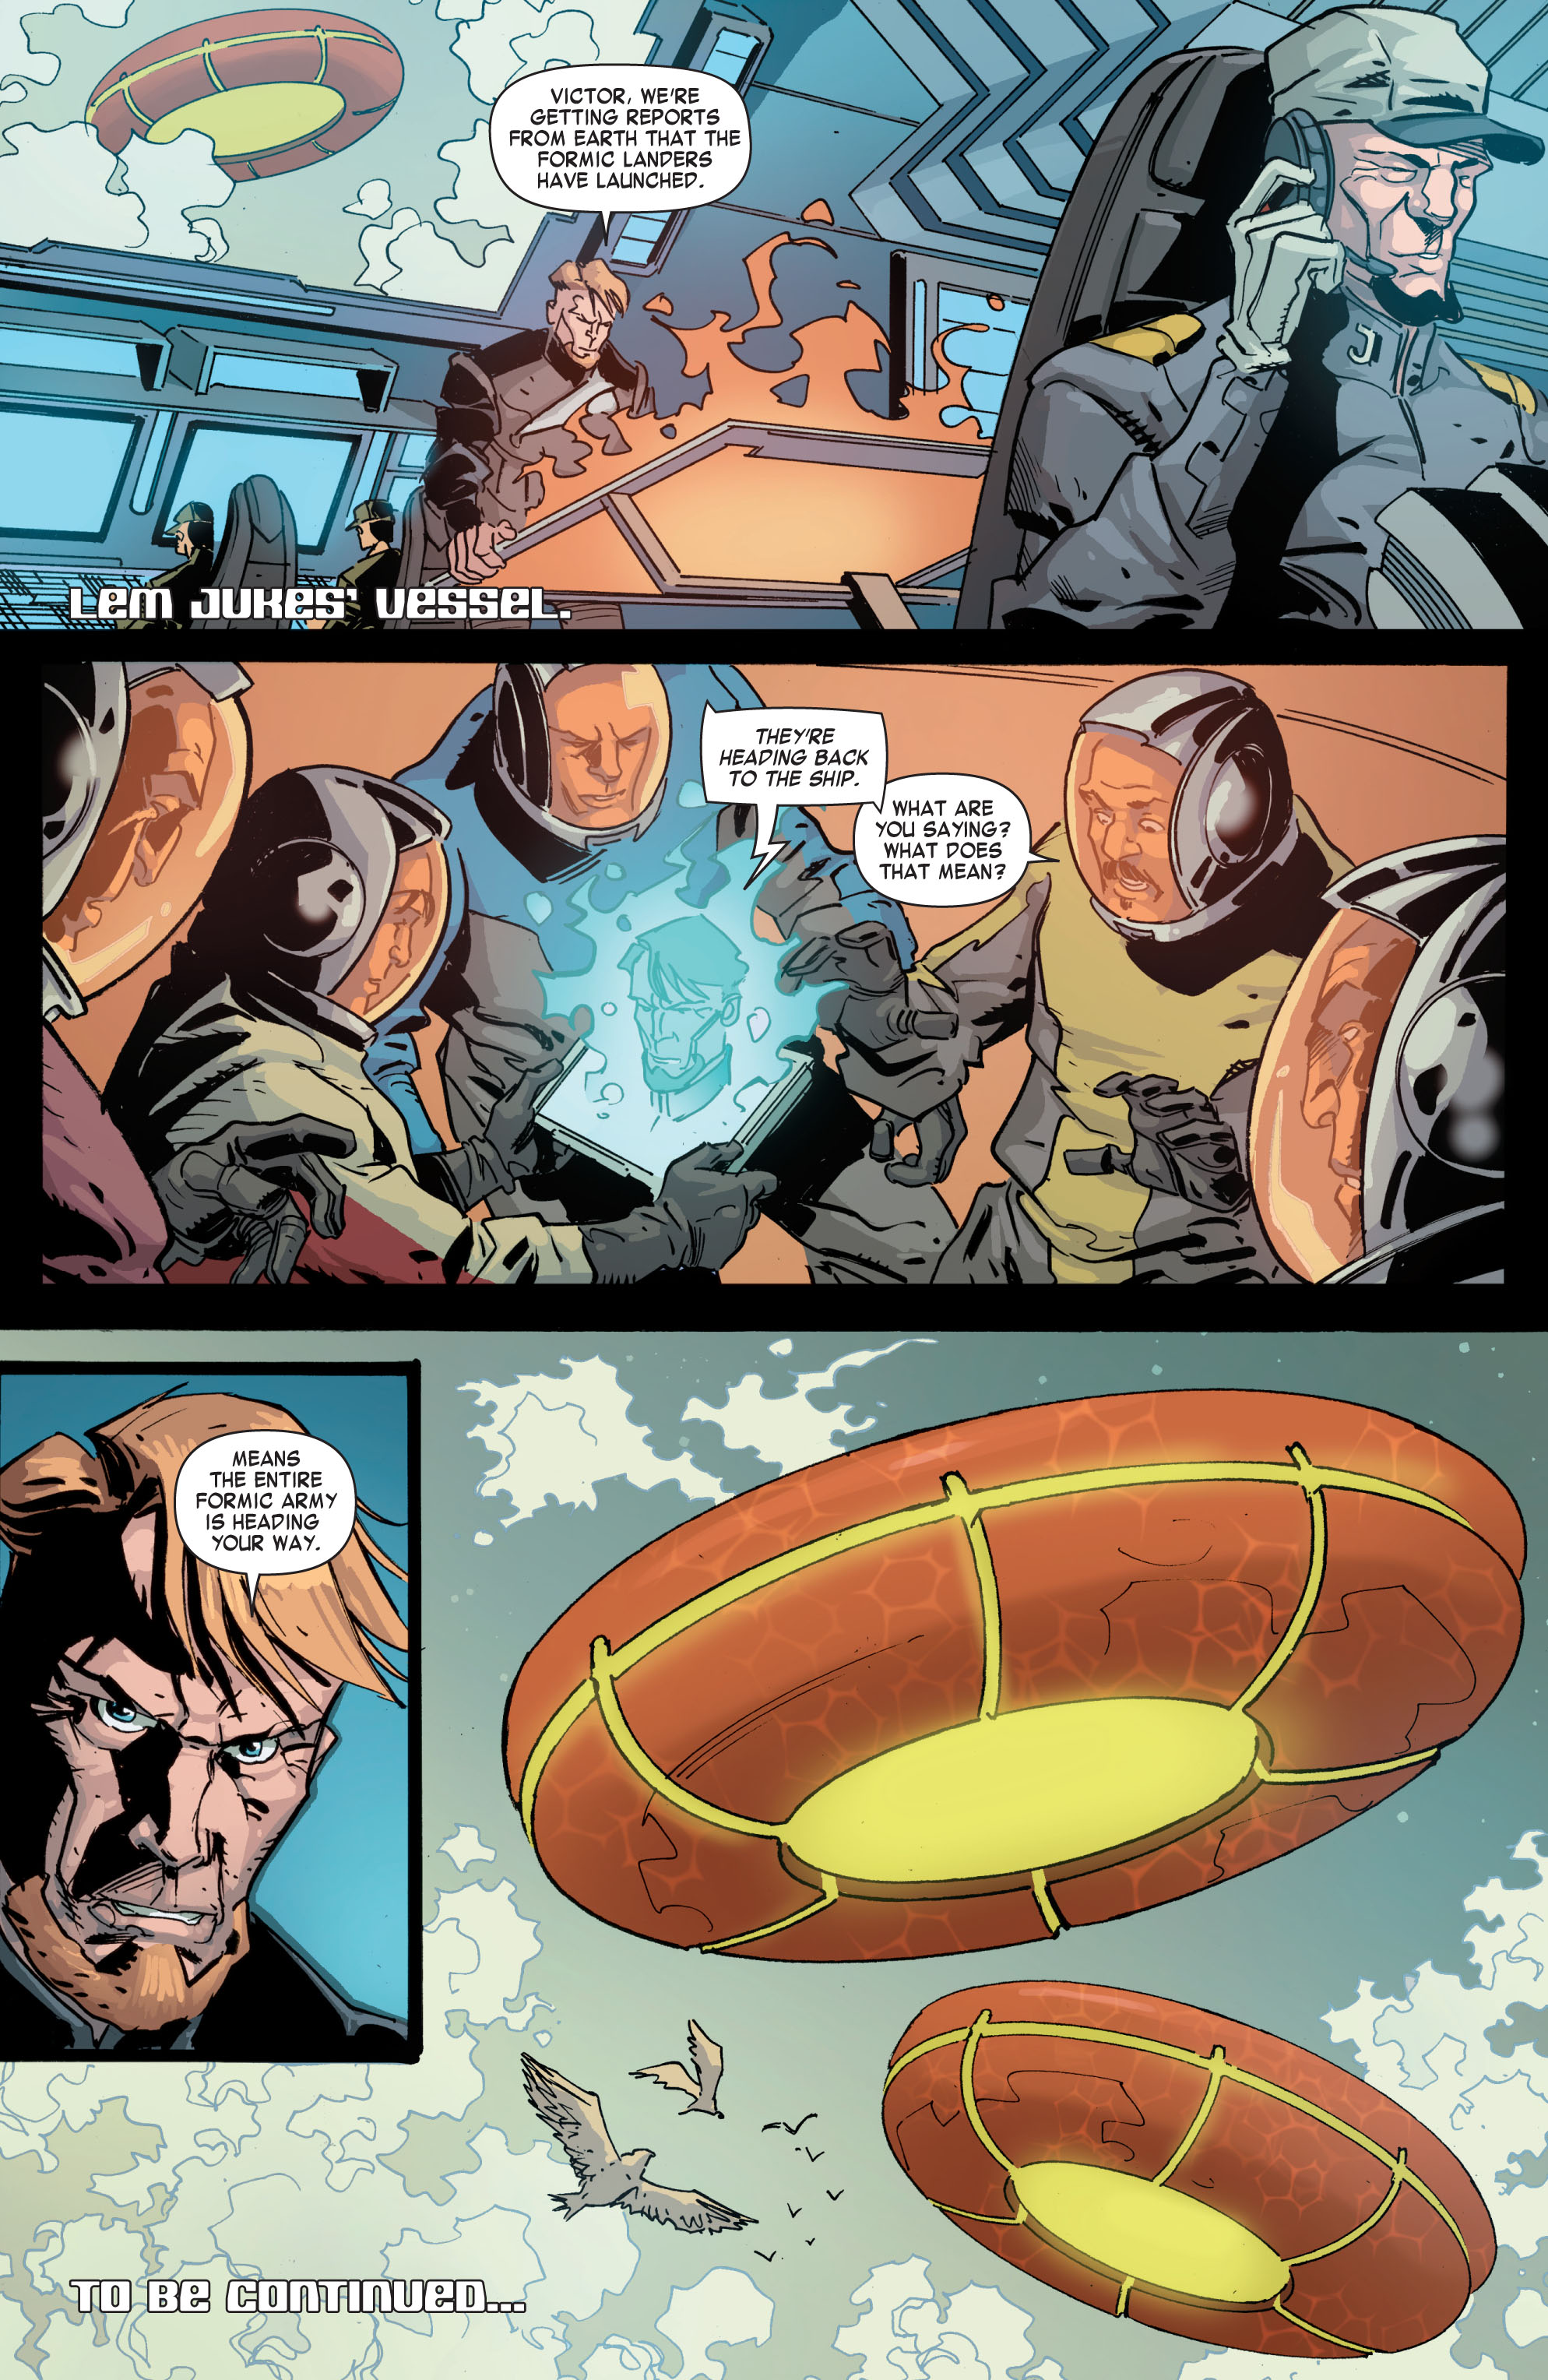 VICTOR, WE'RE
GETTING REPORTS
FROM EARTH THAT THE
FORMIC LANDERS
HAVE LAUNCHED.
J
LEM JUKES' VESSEL.
THEY'RE
HEADING BACK
TO THE SHIP.
WHAT ARE
YOU SAYING?
WHAT DOES
THAT MEAN?
MEANS
THE ENTIRE
FORMIC ARMY
IS HEADING
YOUR WAY.
TO BE CONTINUED...